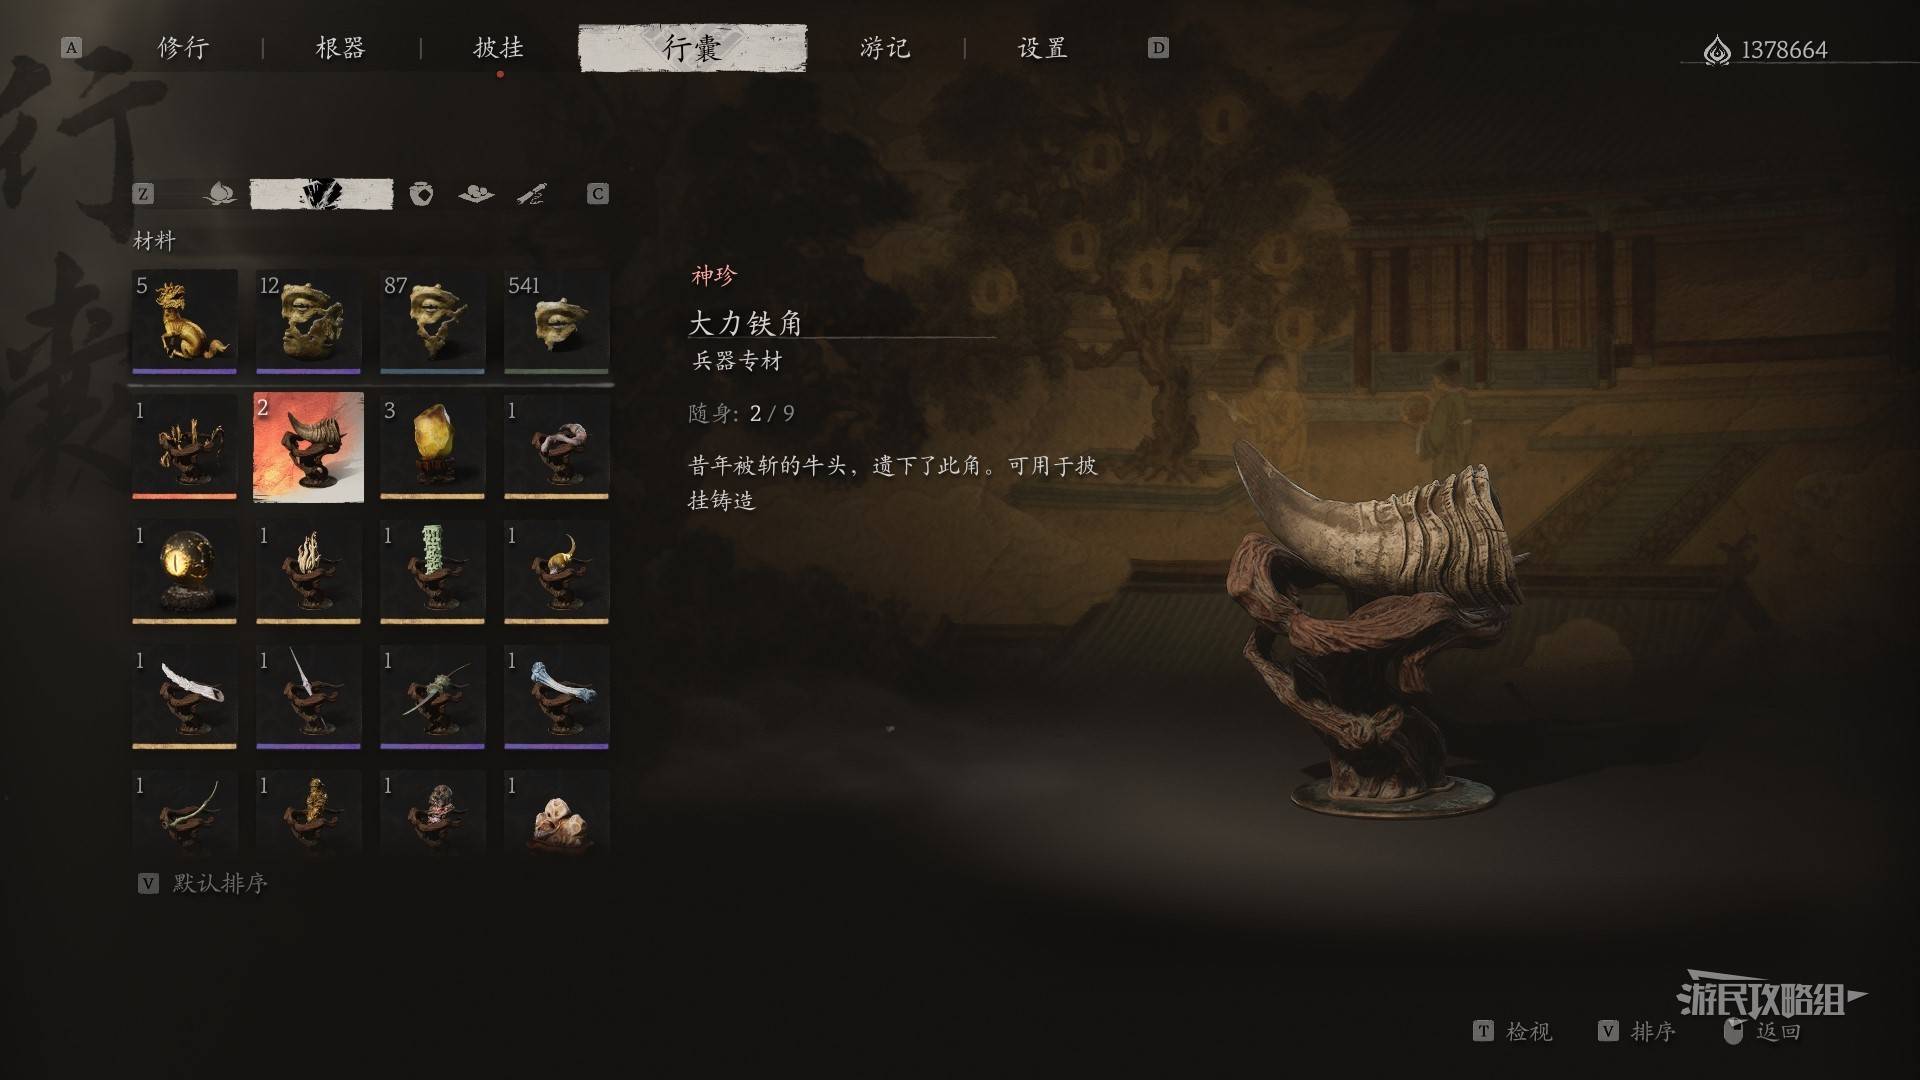 A 修行 | 根器 | 披挂 行囊 游记 | 设置 D
1378664
行囊
Z C
材料
5 12 87 541
1 2 3 1
1 1 1 1
1 1 1 1
1 1 1 1
V 默认排序
神珍
大力铁角
兵器专材
随身: 2 / 9
昔年被斩的牛头，遗下了此角。可用于披
挂铸造
游民攻略组
T 检视 V 排序 返回